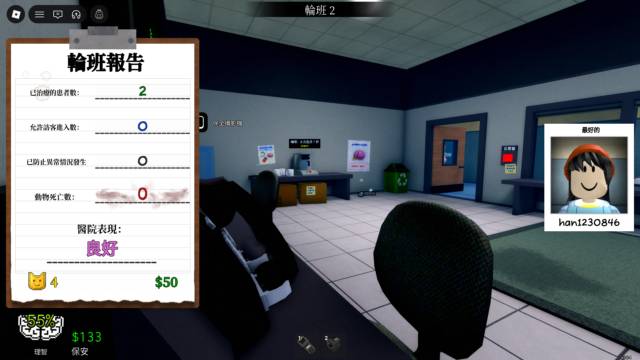 輪班 2
輪班報告
已治療的患者數: 2
允許訪客進入數: 0
已防止異常情況發生 0
動物死亡數: 0
醫院表現:
良好
4 $50
最好的
han1230846
55%
理智
$133
保安